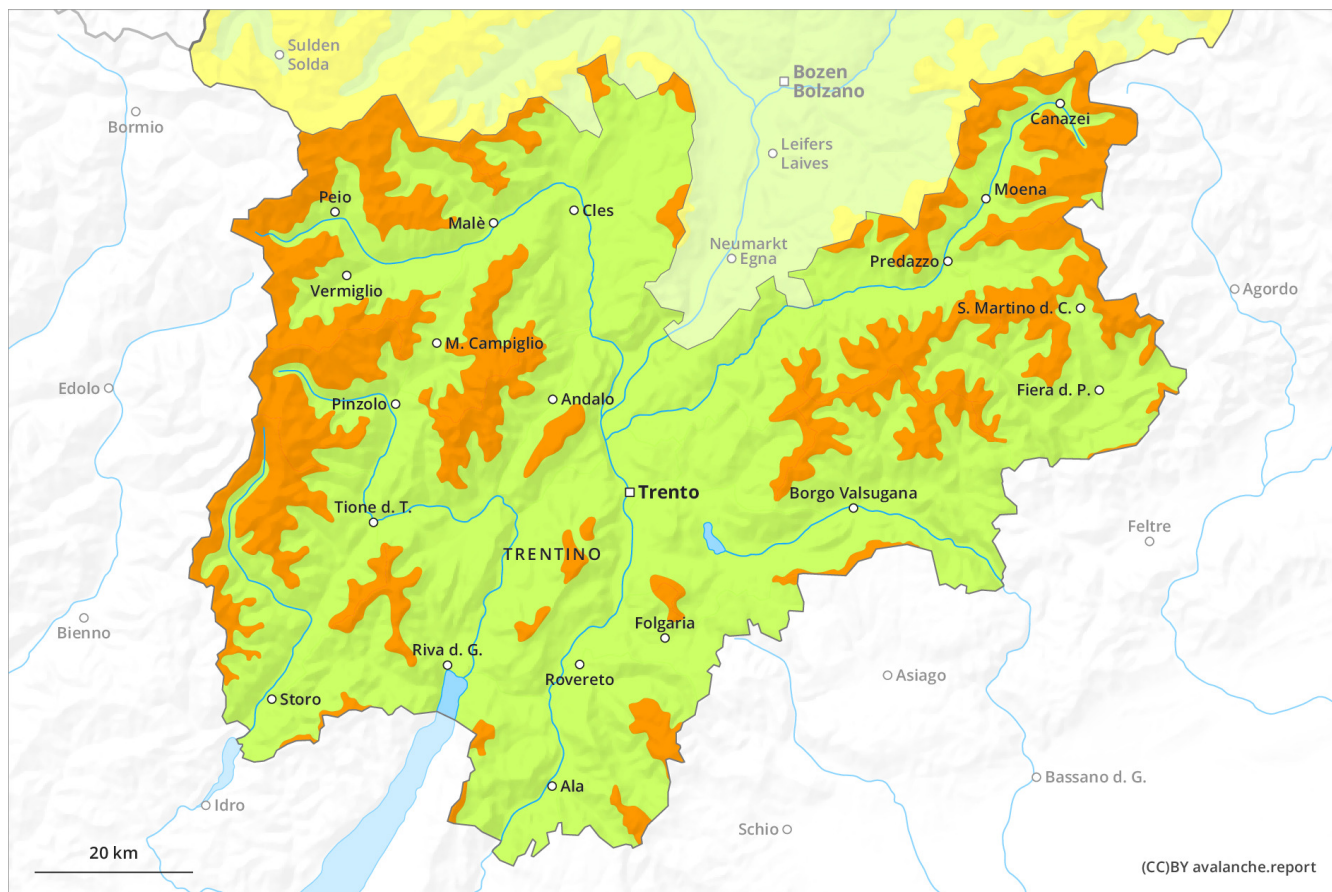 Sulden
Solda
Bozen
Bolzano
Bormio
Canazei
Leifers
Laives
Moena
Peio
Malè
Cles
Neumarkt
Egna
Predazzo
Vermiglio
Agordo
S. Martino d. C.
M. Campiglio
Edolo
Fiera d. P.
Pinzolo
Andalo
Trento
Borgo Valsugana
Tione d. T.
Feltre
TRENTINO
Bienno
Folgaria
Riva d. G.
Rovereto
Asiago
Storo
Bassano d. G.
Ala
Idro
Schio
20 km
(CC)BY avalanche.report